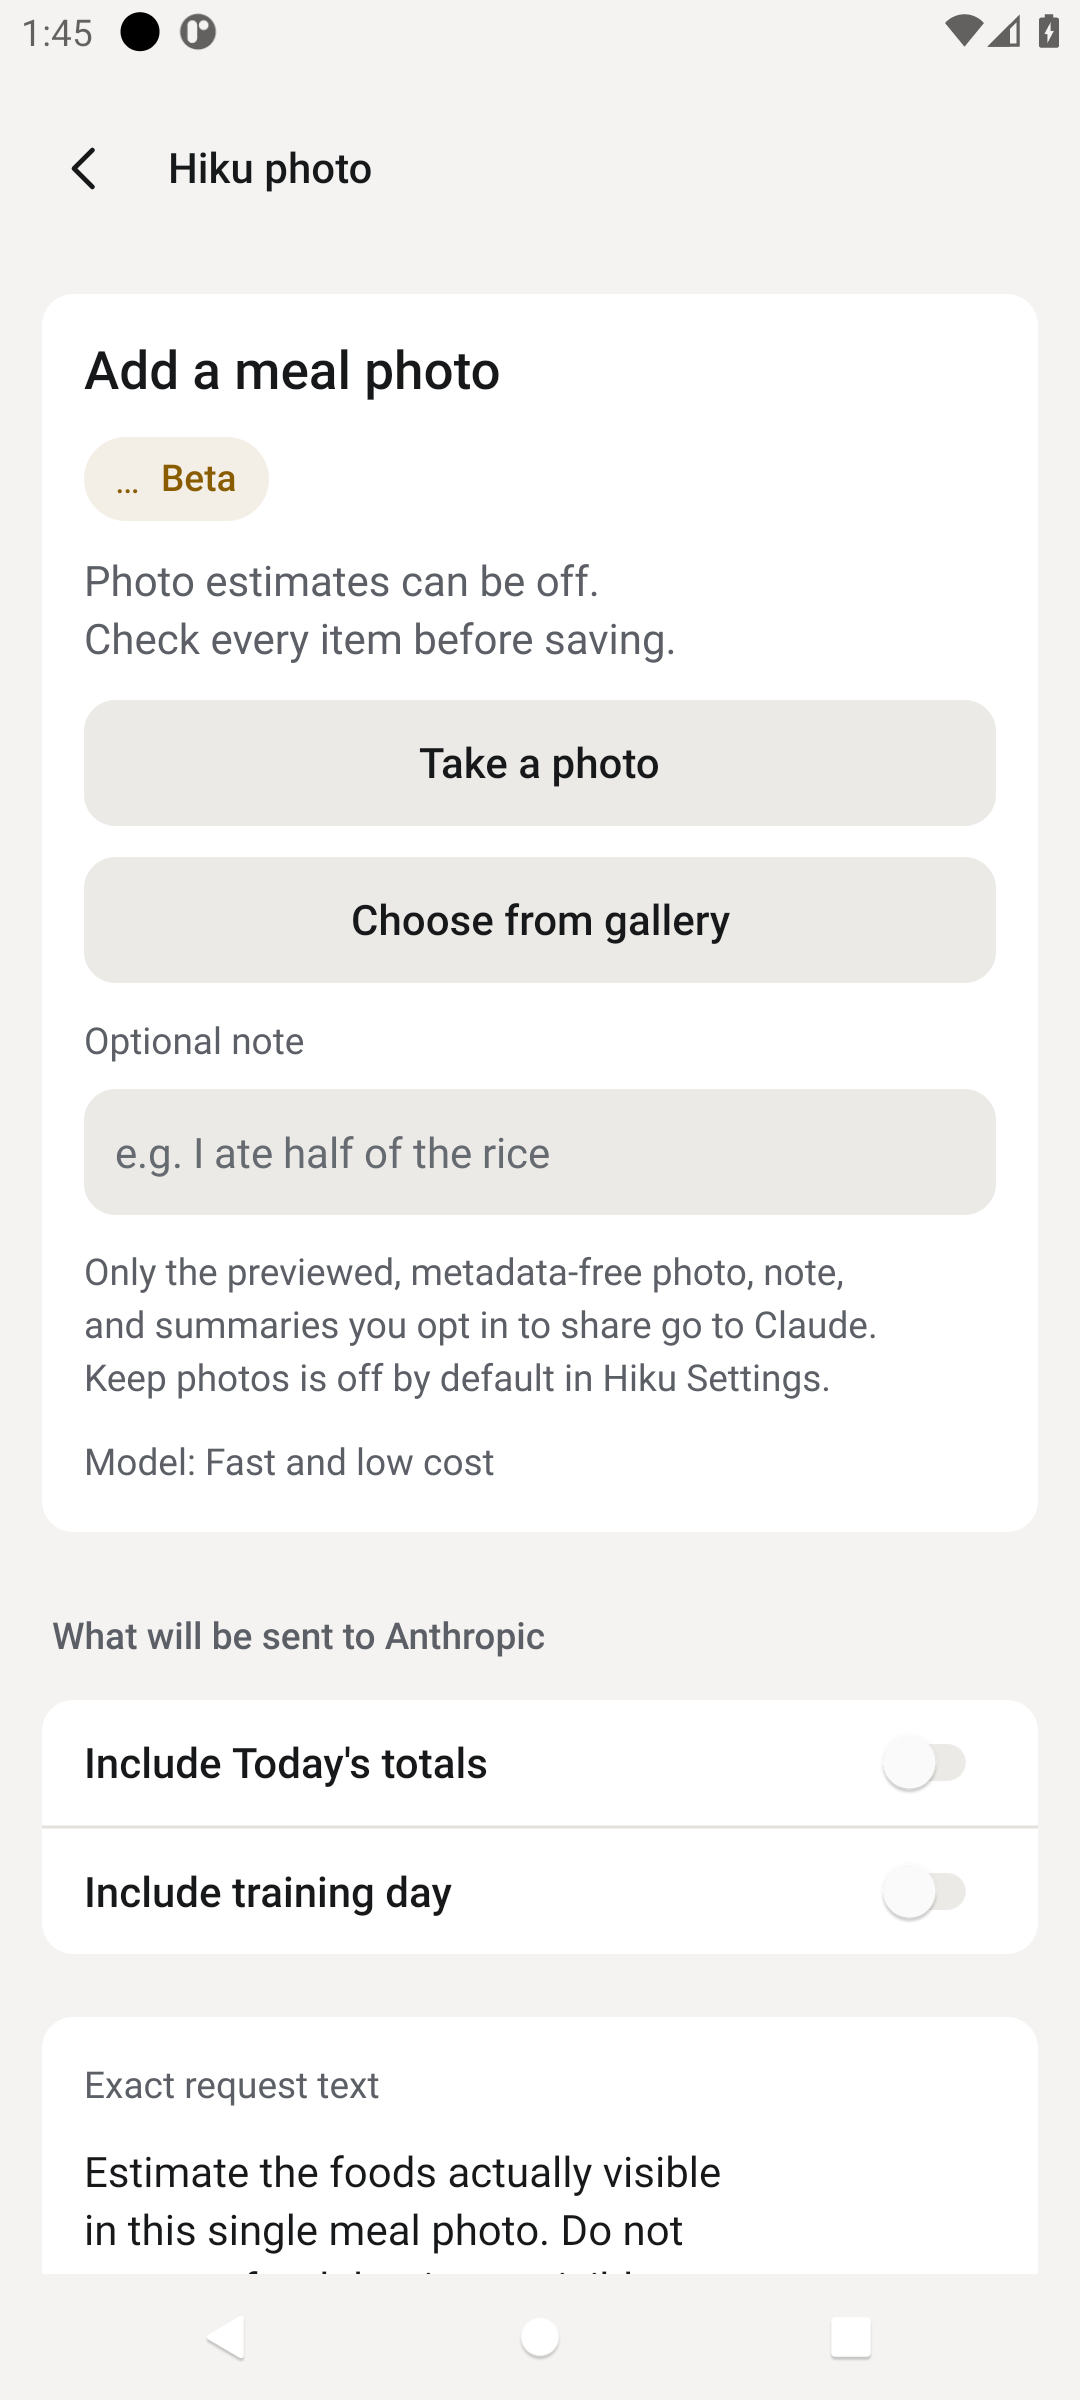 1:45
Hiku photo
Add a meal photo
... Beta
Photo estimates can be off.
Check every item before saving.
Take a photo
Choose from gallery
Optional note
e.g. I ate half of the rice
Only the previewed, metadata-free photo, note,
and summaries you opt in to share go to Claude.
Keep photos is off by default in Hiku Settings.
Model: Fast and low cost
What will be sent to Anthropic
Include Today's totals
Include training day
Exact request text
Estimate the foods actually visible
in this single meal photo. Do not